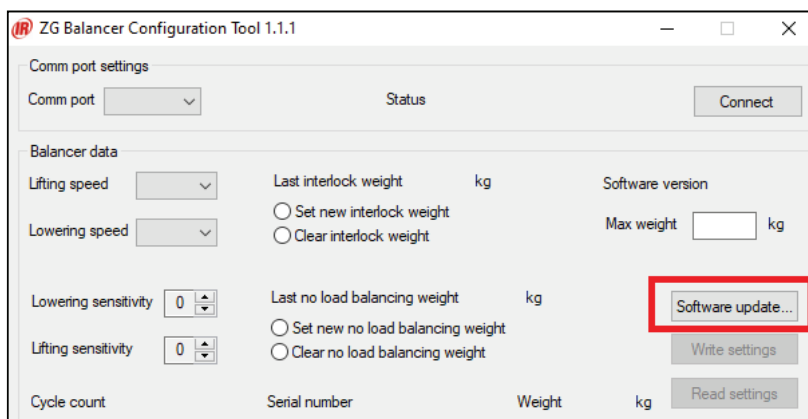 IR ZG Balancer Configuration Tool 1.1.1
Comm port settings
Comm port Status Connect
Balancer data
Lifting speed Last interlock weight kg Software version
Set new interlock weight
Lowering speed Clear interlock weight Max weight kg
Lowering sensitivity 0 Last no load balancing weight kg Software update...
Set new no load balancing weight
Lifting sensitivity 0 Clear no load balancing weight Write settings
Cycle count Serial number Weight kg Read settings